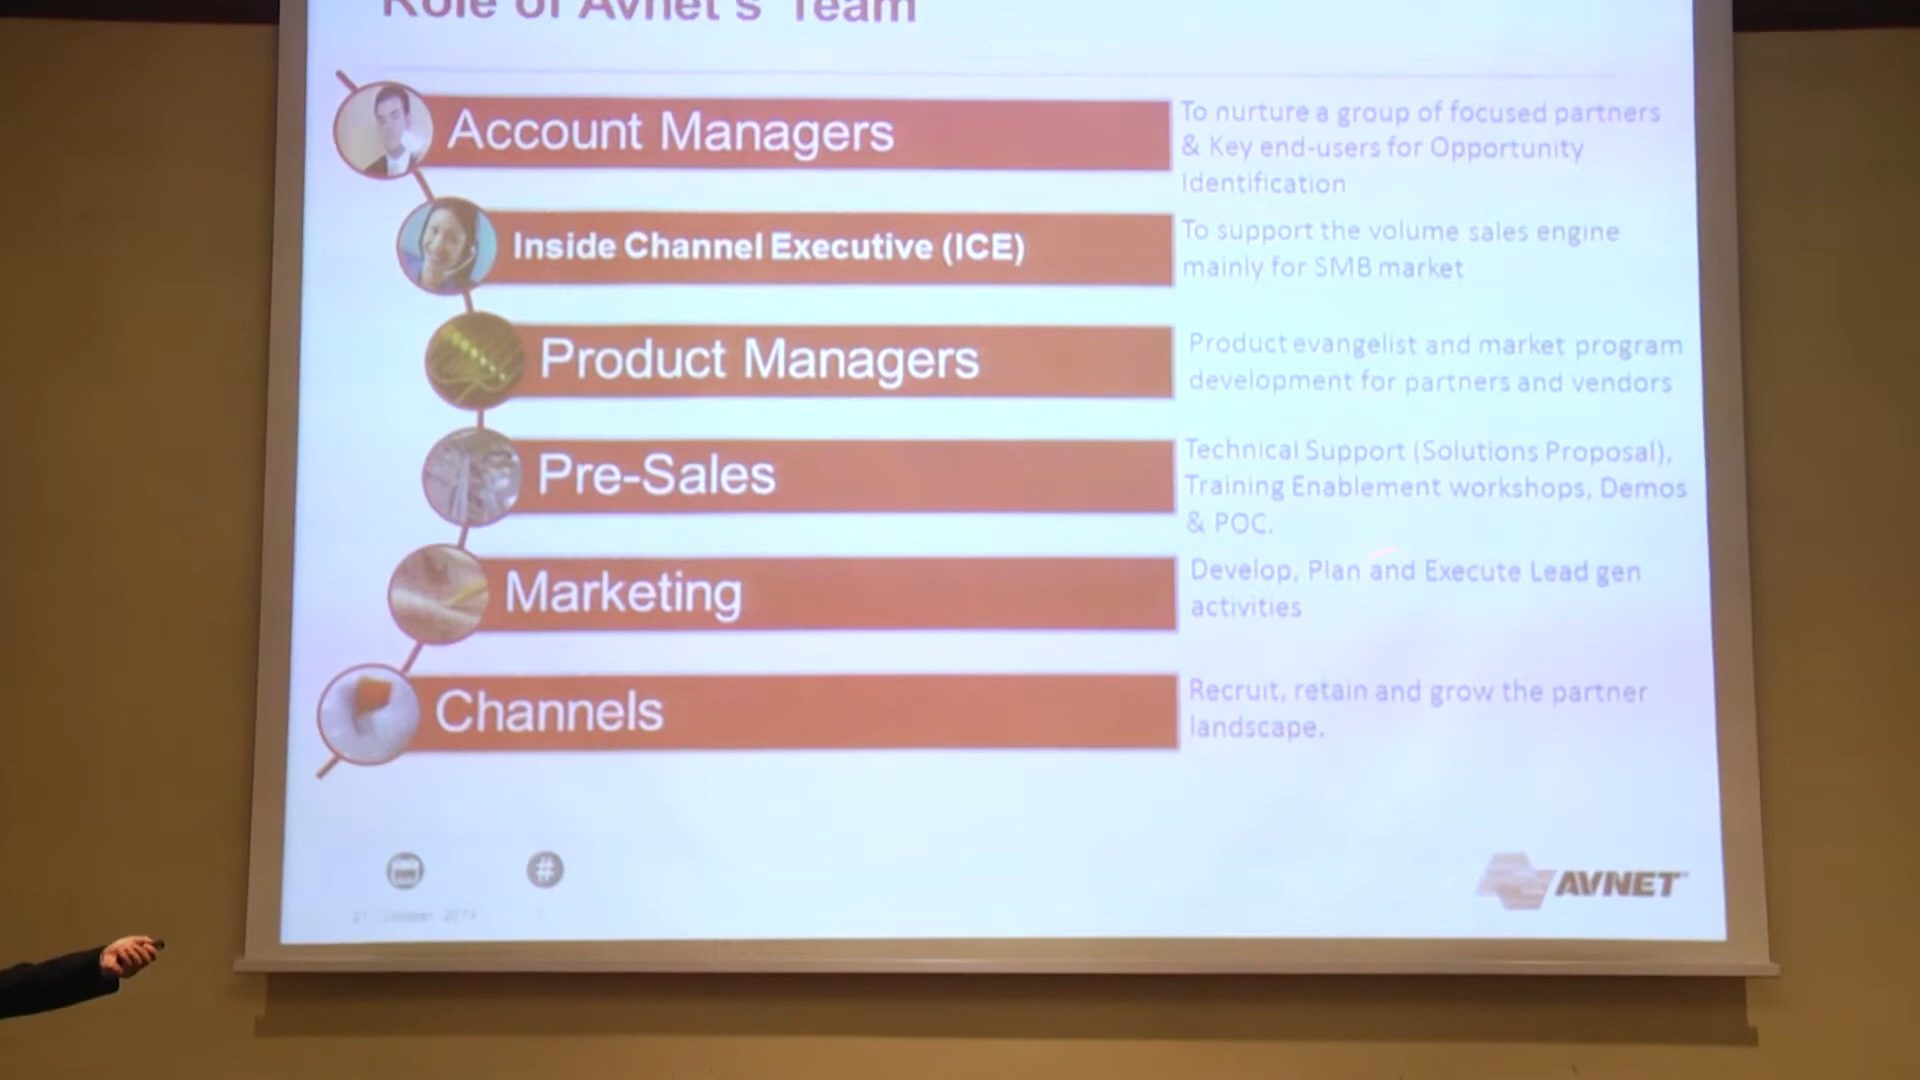 Role of Avnet's Team
Account Managers
To nurture a group of focused partners
& Key end-users for Opportunity
Identification
Inside Channel Executive (ICE)
To support the volume sales engine
mainly for SMB market
Product Managers
Product evangelist and market program
development for partners and vendors
Pre-Sales
Technical Support (Solutions Proposal),
Training Enablement workshops, Demos
& POC.
Marketing
Develop, Plan and Execute Lead gen
activities
Channels
Recruit, retain and grow the partner
landscape.
#
AVNET
October